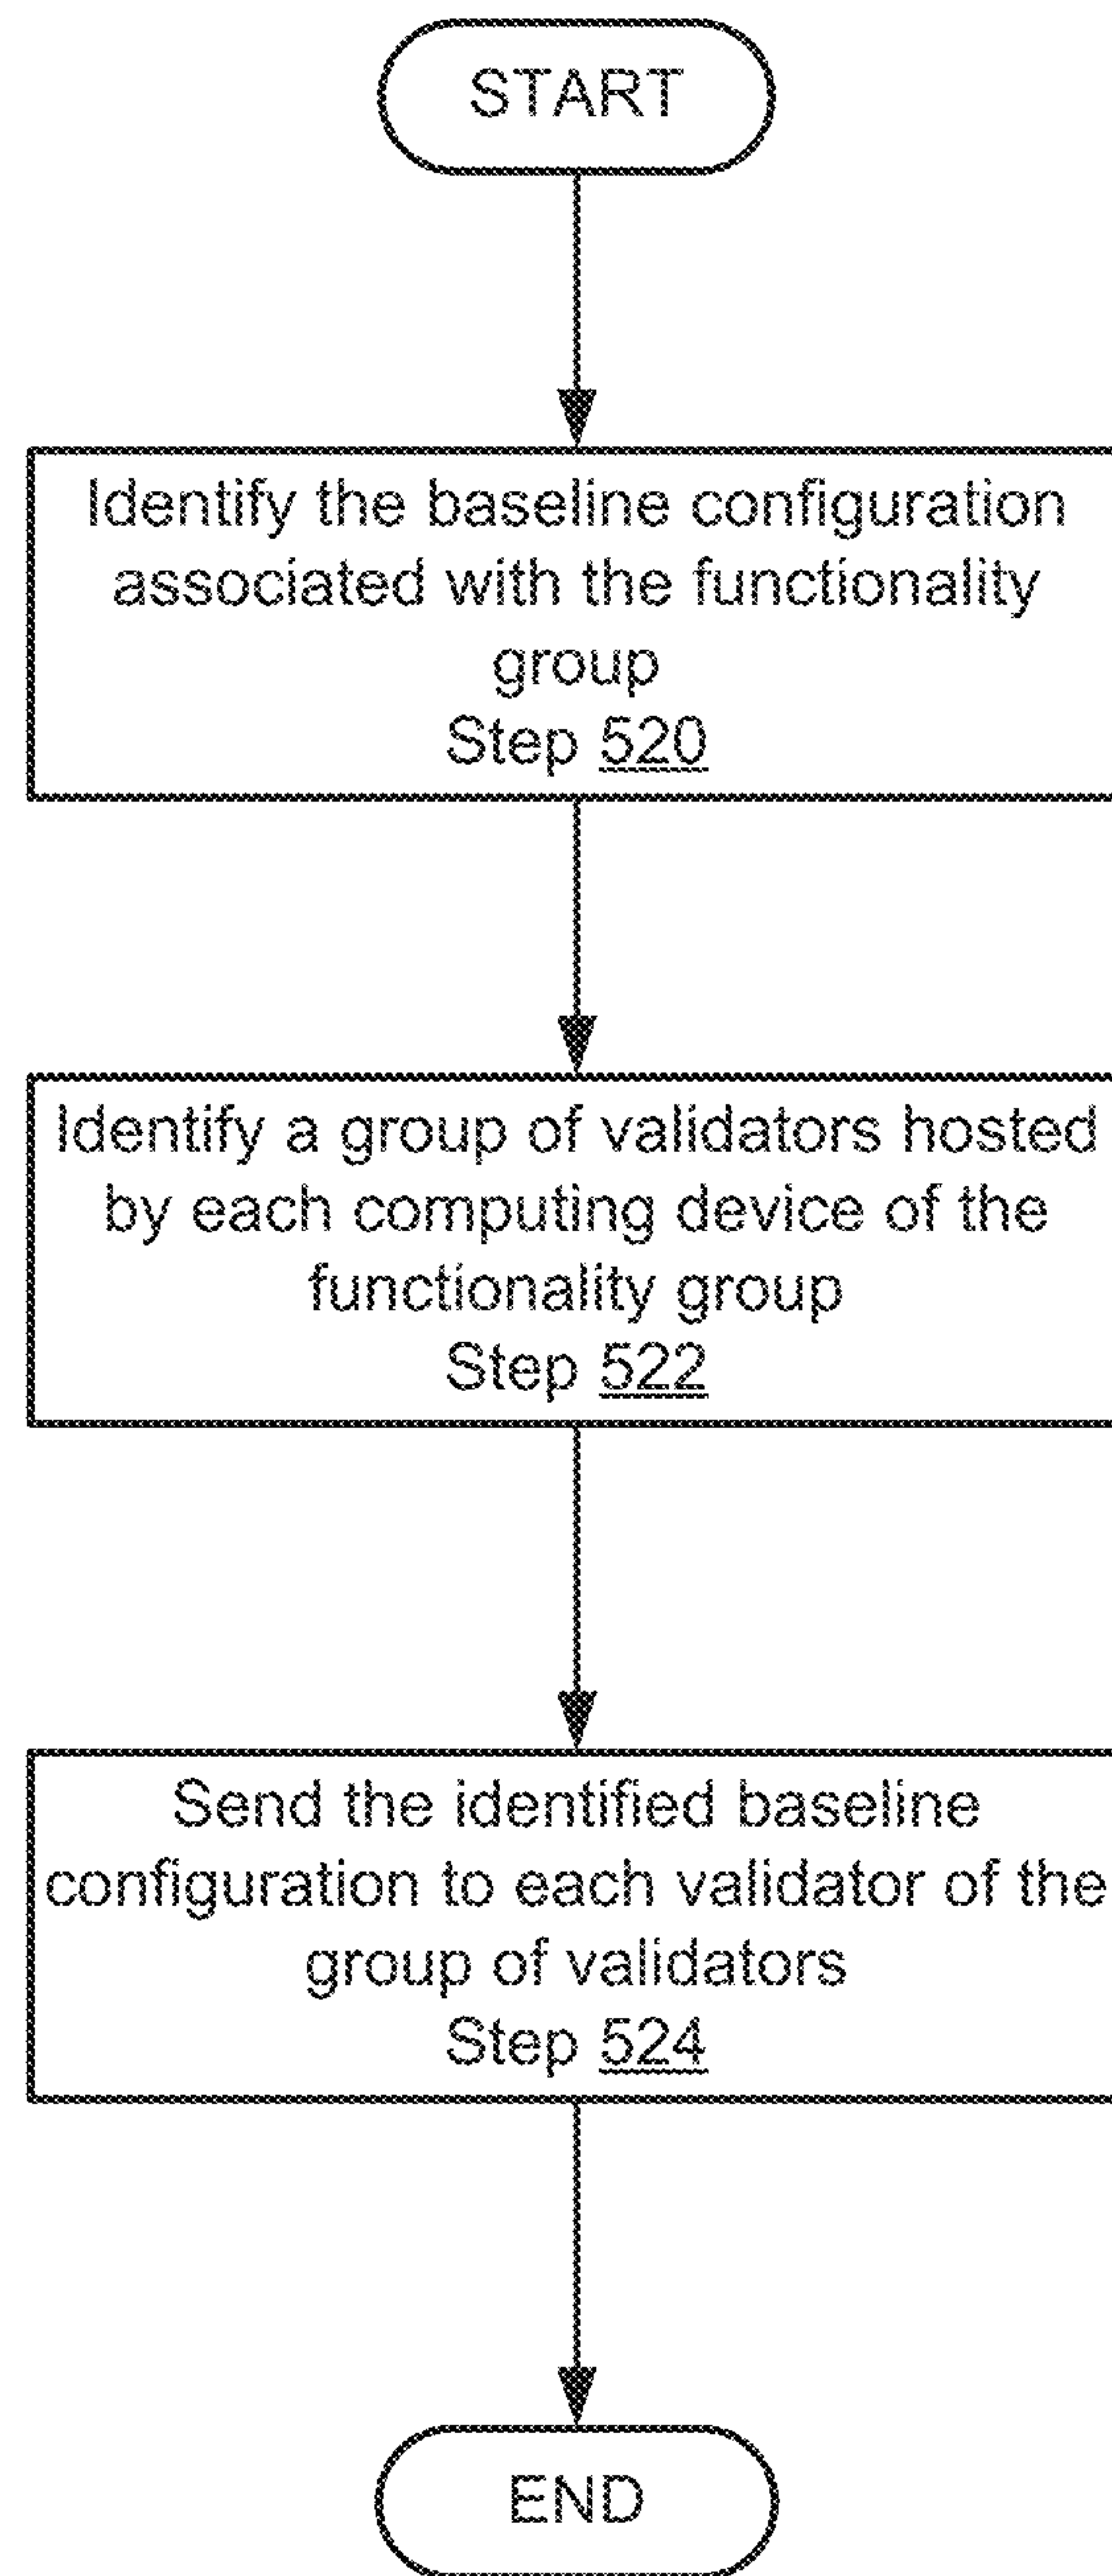 START
Identify the baseline configuration
associated with the functionality
group
Step 520
Identify a group of validators hosted
by each computing device of the
functionality group
Step 522
Send the identified baseline
configuration to each validator of the
group of validators
Step 524
END